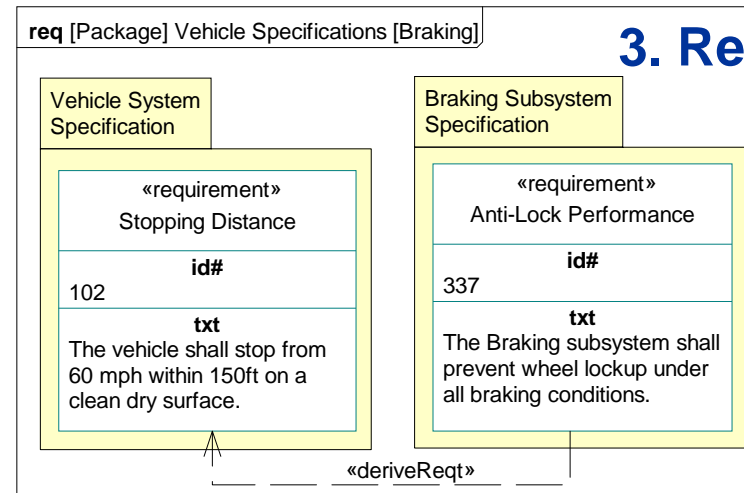 req [Package] Vehicle Specifications [Braking]
3. Re
Vehicle System
Specification
«requirement»
Stopping Distance
id#
102
txt
The vehicle shall stop from
60 mph within 150ft on a
clean dry surface.
Braking Subsystem
Specification
«requirement»
Anti-Lock Performance
id#
337
txt
The Braking subsystem shall
prevent wheel lockup under
all braking conditions.
«deriveReqt»